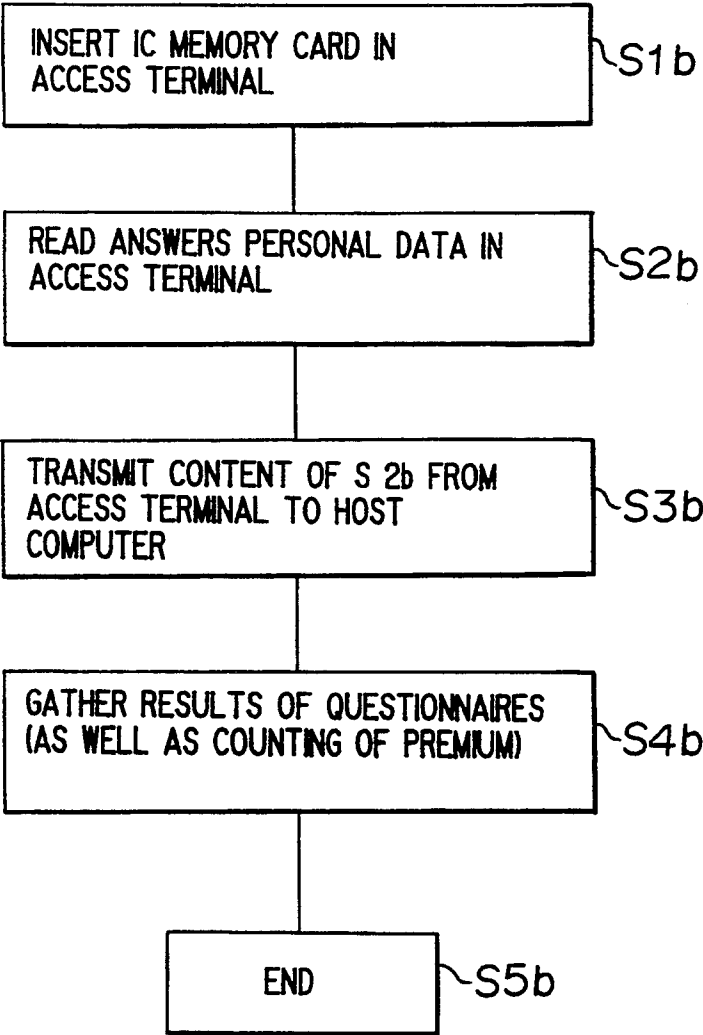 INSERT IC MEMORY CARD IN
ACCESS TERMINAL
S1b
READ ANSWERS PERSONAL DATA IN
ACCESS TERMINAL
S2b
TRANSMIT CONTENT OF S 2b FROM
ACCESS TERMINAL TO HOST
COMPUTER
S3b
GATHER RESULTS OF QUESTIONNAIRES
(AS WELL AS COUNTING OF PREMIUM)
S4b
END
S5b